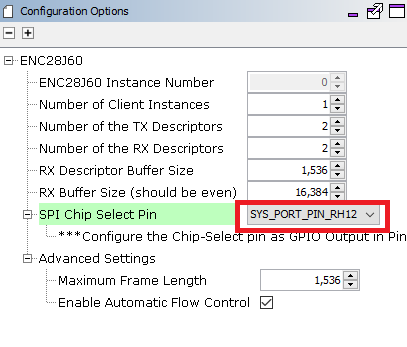 Configuration Options
ENC28J60
ENC28J60 Instance Number 0
Number of Client Instances 1
Number of the TX Descriptors 2
Number of the RX Descriptors 2
RX Descriptor Buffer Size 1,536
RX Buffer Size (should be even) 16,384
SPI Chip Select Pin SYS_PORT_PIN_RH12
***Configure the Chip-Select pin as GPIO Output in Pin
Advanced Settings
Maximum Frame Length 1,536
Enable Automatic Flow Control